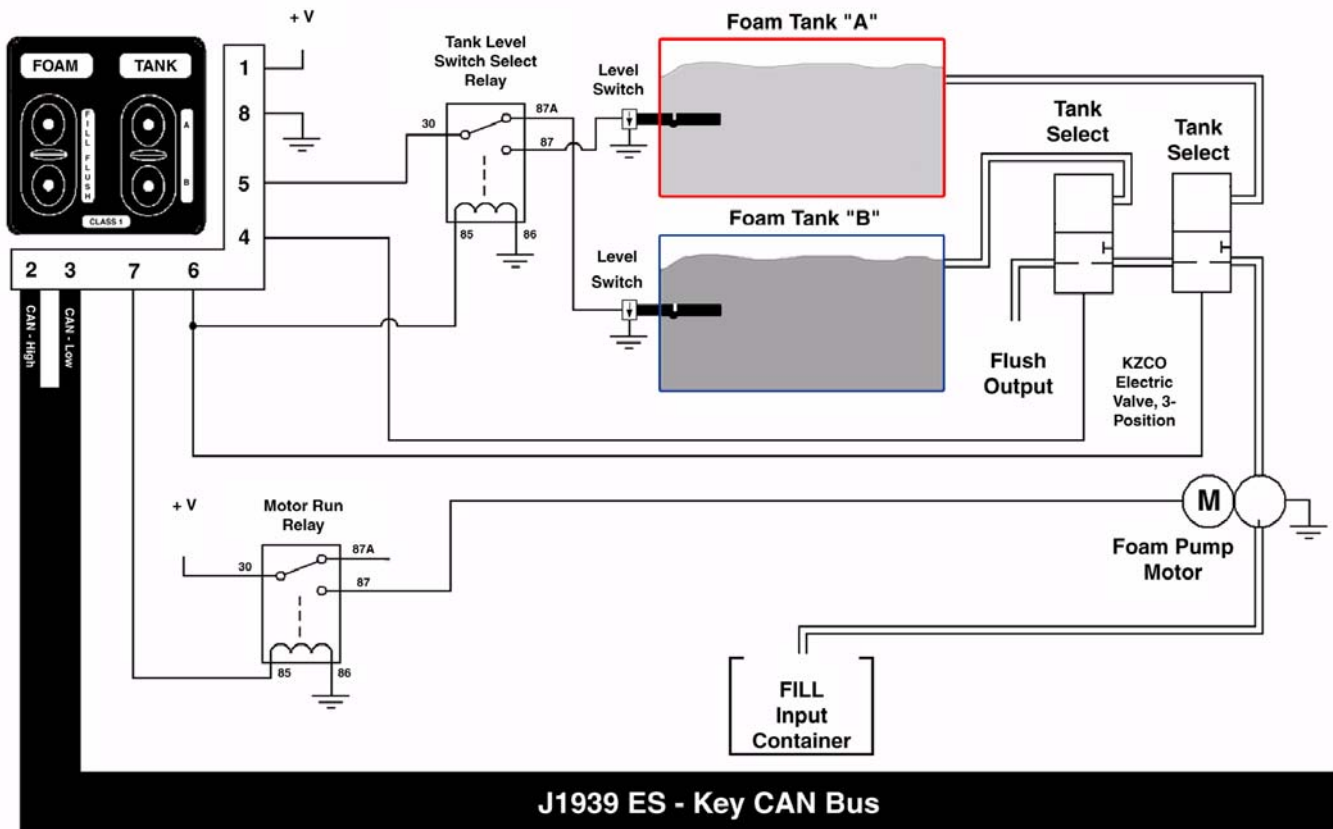 + V
Foam Tank "A"
FOAM
TANK
1
8
5
4
2
3
7
6
FILL FLUSH
A
B
CLASS 1
CAN - High
CAN - Low
Tank Level
Switch Select
Relay
30
87A
87
85
86
Level
Switch
Foam Tank "B"
Level
Switch
Tank
Select
Tank
Select
Flush
Output
KZCO
Electric
Valve, 3-
Position
+ V
Motor Run
Relay
30
87A
87
85
86
M
Foam Pump
Motor
FILL
Input
Container
J1939 ES - Key CAN Bus